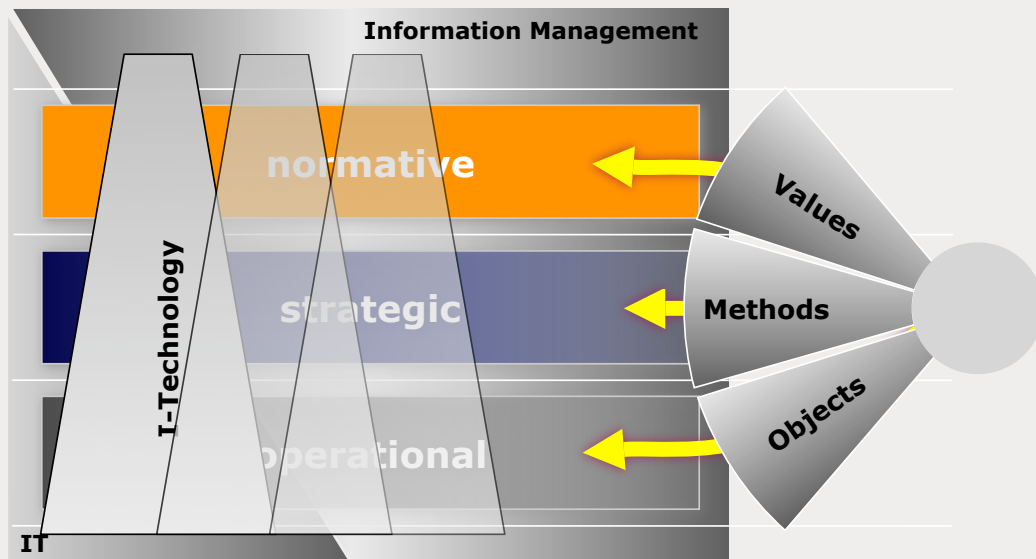 Information Management
normative
Values
I-Technology
strategic
Methods
operational
Objects
IT